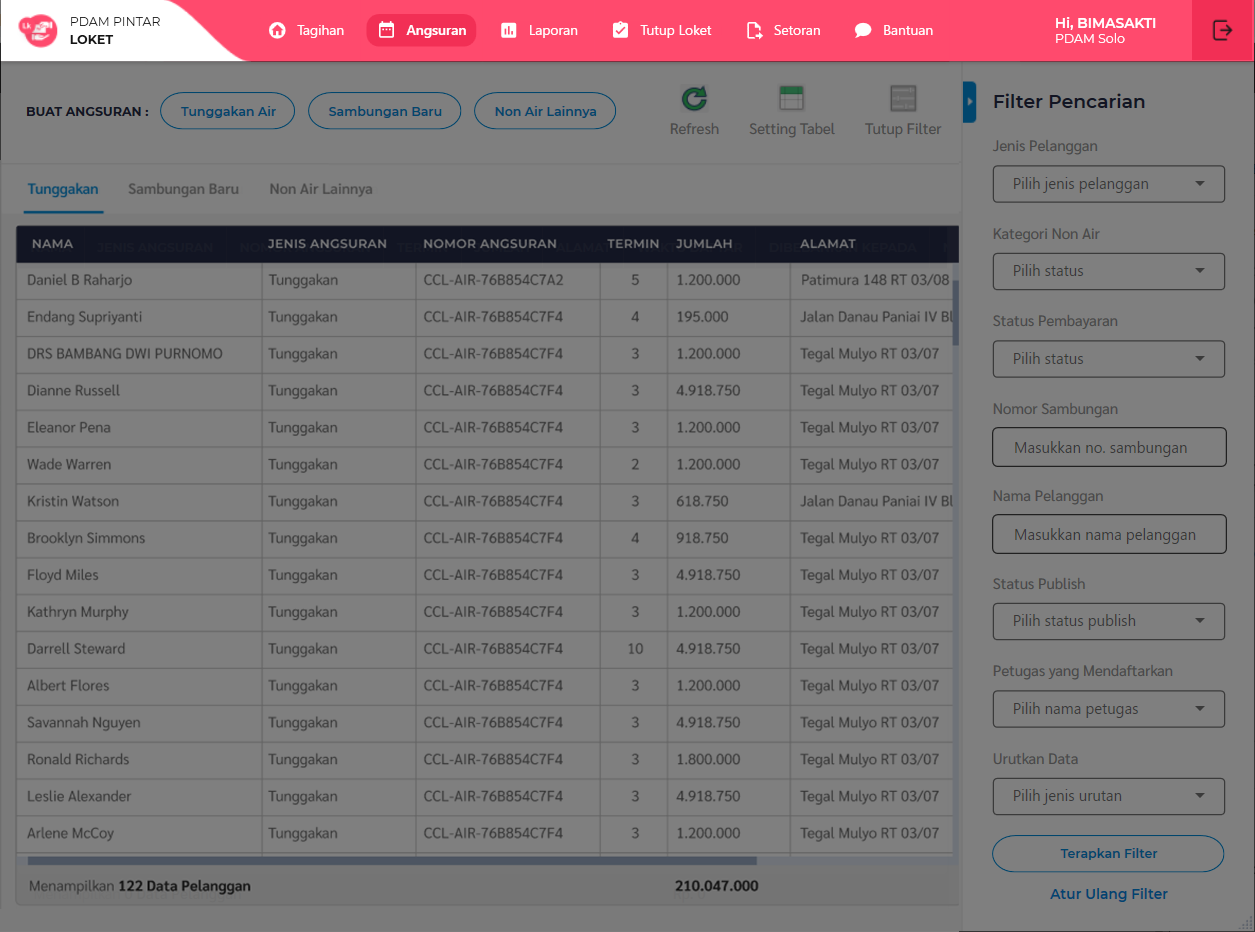 PDAM PINTAR
LOKET
Tagihan
Angsuran
Laporan
Tutup Loket
Setoran
Bantuan
Hi, BIMASAKTI
PDAM Solo
BUAT ANGSURAN :
Tunggakan Air
Sambungan Baru
Non Air Lainnya
Refresh
Setting Tabel
Tutup Filter
Tunggakan
Sambungan Baru
Non Air Lainnya
NAMA JENIS ANGSURAN NOMOR ANGSURAN TERMIN JUMLAH ALAMAT
Daniel B Raharjo Tunggakan CCL-AIR-76B854C7A2 5 1.200.000 Patimura 148 RT 03/08
Endang Supriyanti Tunggakan CCL-AIR-76B854C7F4 4 195.000 Jalan Danau Paniai IV Bl
DRS BAMBANG DWI PURNOMO Tunggakan CCL-AIR-76B854C7F4 3 1.200.000 Tegal Mulyo RT 03/07
Dianne Russell Tunggakan CCL-AIR-76B854C7F4 3 4.918.750 Tegal Mulyo RT 03/07
Eleanor Pena Tunggakan CCL-AIR-76B854C7F4 3 1.200.000 Tegal Mulyo RT 03/07
Wade Warren Tunggakan CCL-AIR-76B854C7F4 2 1.200.000 Tegal Mulyo RT 03/07
Kristin Watson Tunggakan CCL-AIR-76B854C7F4 3 618.750 Jalan Danau Paniai IV Bl
Brooklyn Simmons Tunggakan CCL-AIR-76B854C7F4 4 918.750 Tegal Mulyo RT 03/07
Floyd Miles Tunggakan CCL-AIR-76B854C7F4 3 4.918.750 Tegal Mulyo RT 03/07
Kathryn Murphy Tunggakan CCL-AIR-76B854C7F4 3 1.200.000 Tegal Mulyo RT 03/07
Darrell Steward Tunggakan CCL-AIR-76B854C7F4 10 4.918.750 Tegal Mulyo RT 03/07
Albert Flores Tunggakan CCL-AIR-76B854C7F4 3 1.200.000 Tegal Mulyo RT 03/07
Savannah Nguyen Tunggakan CCL-AIR-76B854C7F4 3 4.918.750 Tegal Mulyo RT 03/07
Ronald Richards Tunggakan CCL-AIR-76B854C7F4 3 1.800.000 Tegal Mulyo RT 03/07
Leslie Alexander Tunggakan CCL-AIR-76B854C7F4 3 4.918.750 Tegal Mulyo RT 03/07
Arlene McCoy Tunggakan CCL-AIR-76B854C7F4 3 1.200.000 Tegal Mulyo RT 03/07
Menampilkan 122 Data Pelanggan 210.047.000
Filter Pencarian
Jenis Pelanggan
Pilih jenis pelanggan
Kategori Non Air
Pilih status
Status Pembayaran
Pilih status
Nomor Sambungan
Masukkan no. sambungan
Nama Pelanggan
Masukkan nama pelanggan
Status Publish
Pilih status publish
Petugas yang Mendaftarkan
Pilih nama petugas
Urutkan Data
Pilih jenis urutan
Terapkan Filter
Atur Ulang Filter